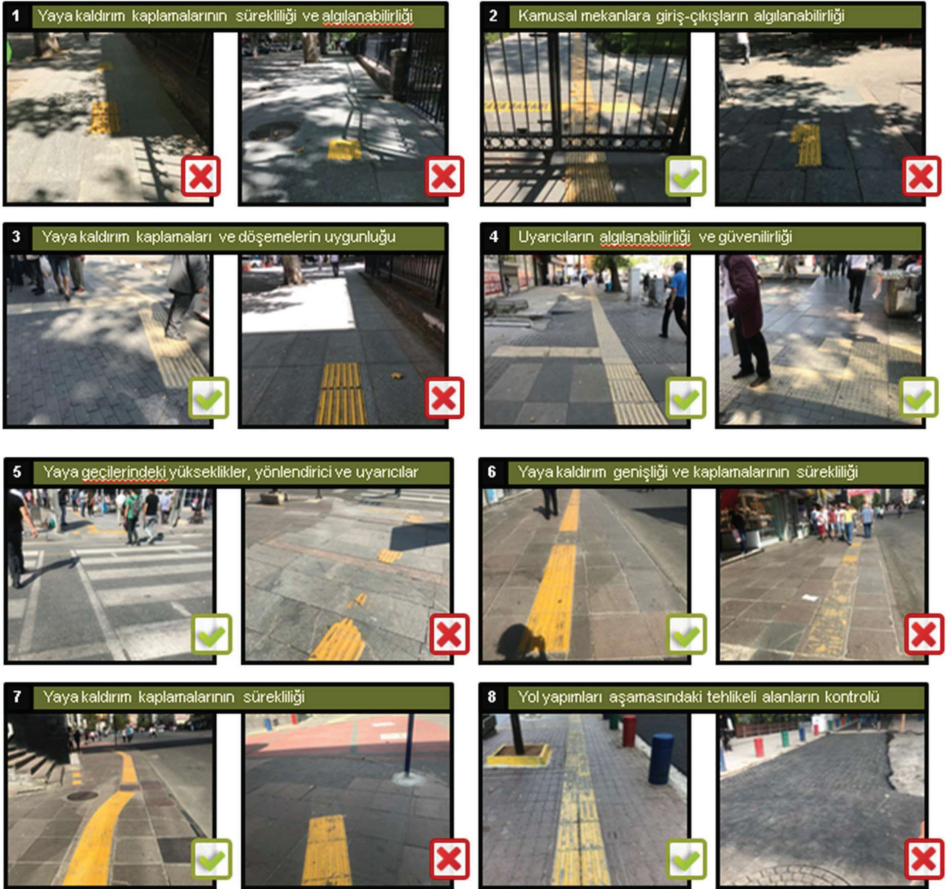 1 Yaya kaldırım kaplamalarının sürekliliği ve algılanabilirliği
2 Kamusal mekanlara giriş-çıkışların algılanabilirliği
3 Yaya kaldırım kaplamaları ve döşemelerin uygunluğu
4 Uyarıcıların algılanabilirliği ve güvenilirliği
5 Yaya geçilerindeki yükseklikler, yönlendirici ve uyarıcılar
6 Yaya kaldırım genişliği ve kaplamalarının sürekliliği
7 Yaya kaldırım kaplamalarının sürekliliği
8 Yol yapımları aşamasındaki tehlikeli alanların kontrolü